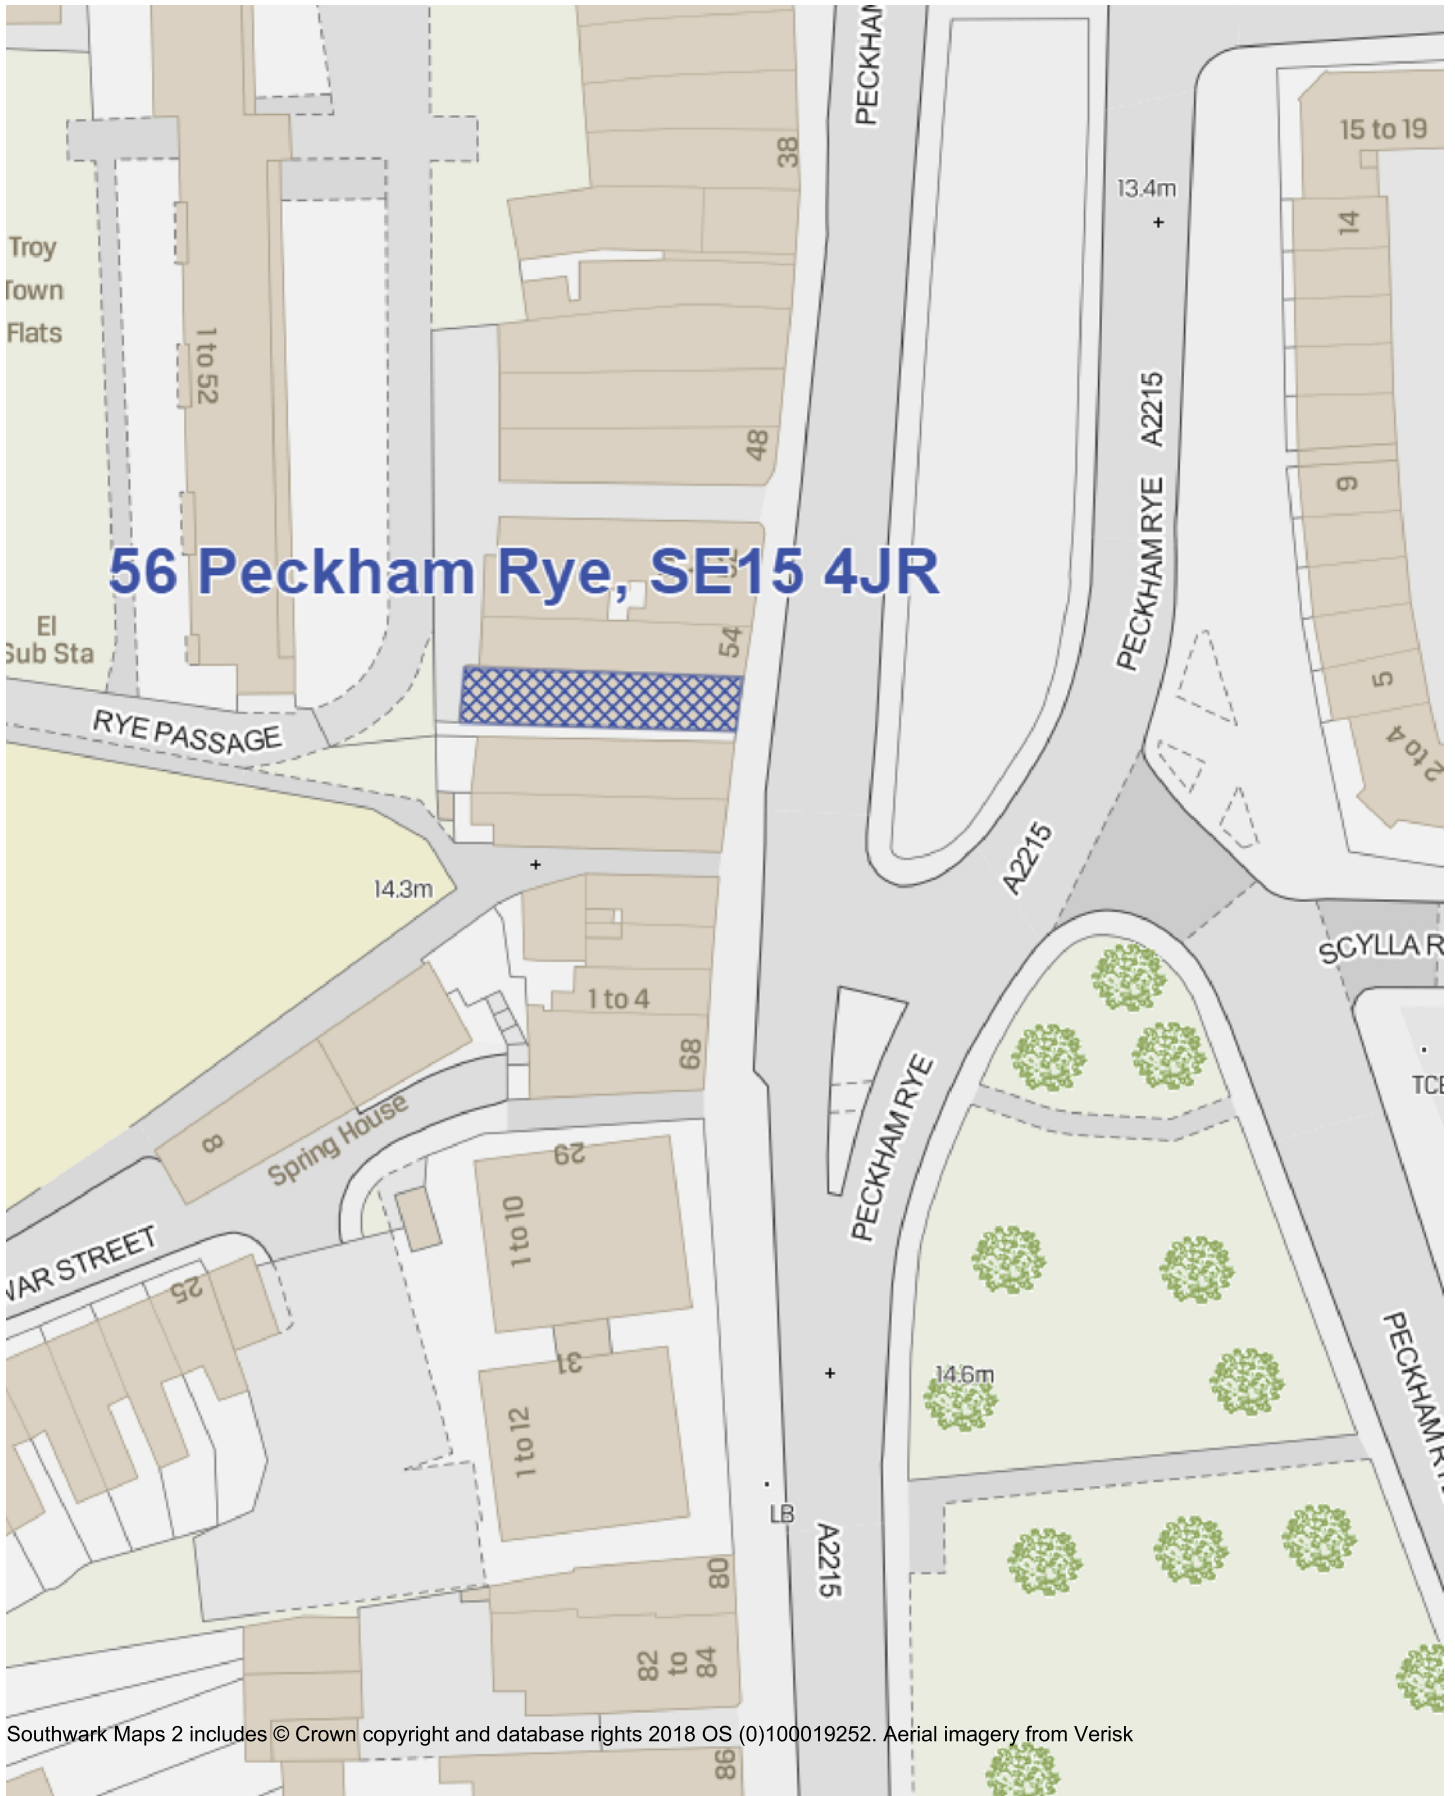 PECKHAM
15 to 19
38
13.4m
14
Troy
Town
Flats
1 to 52
A2215
48
9
PECKHAM RYE
56 Peckham Rye, SE15 4JR
El
Sub Sta
54
5
RYE PASSAGE
2 to 4
A2215
14.3m
SCYLLA R
1 to 4
68
TCB
PECKHAM RYE
8
Spring House
29
1 to 10
WAR STREET
25
31
14.6m
1 to 12
PECKHAM RYE
LB
A2215
80
82
to
84
86
Southwark Maps 2 includes © Crown copyright and database rights 2018 OS (0)100019252. Aerial imagery from Verisk